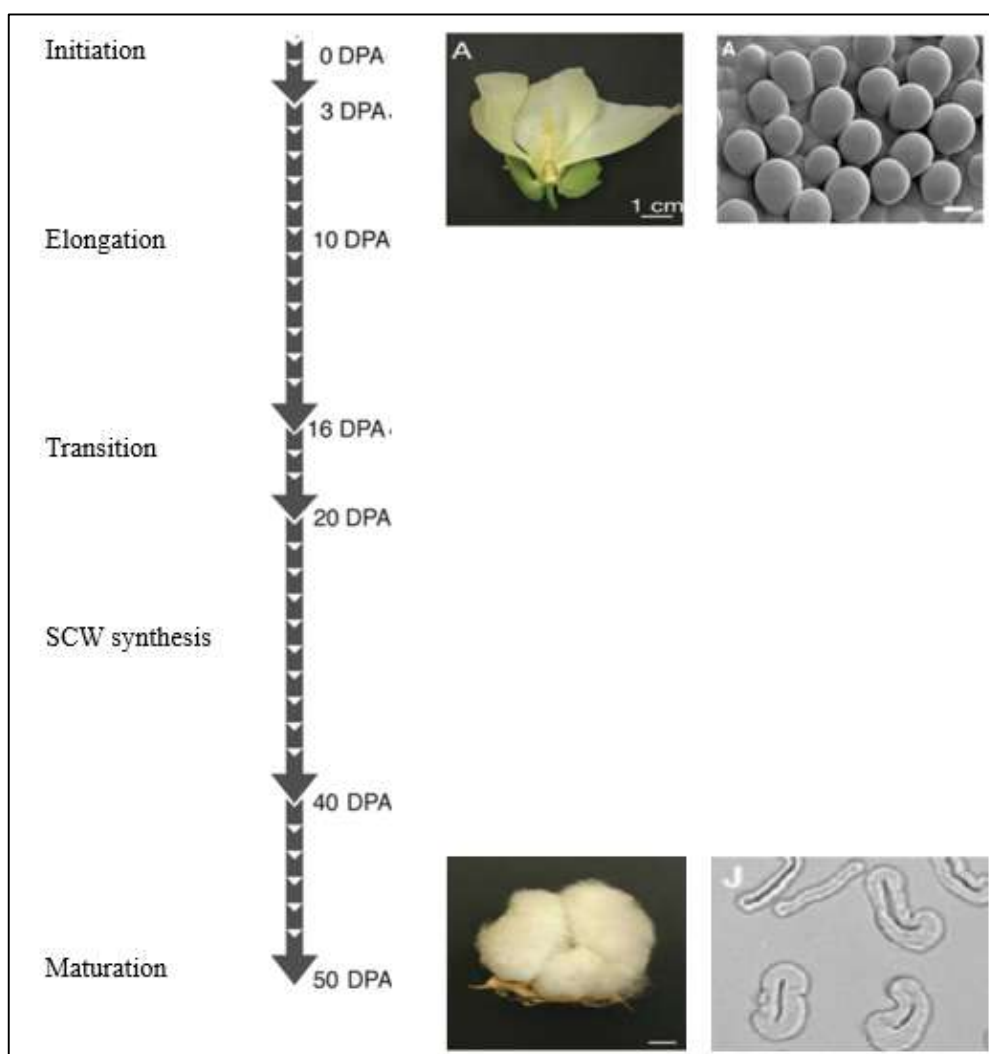 Initiation
0 DPA
3 DPA.
A
1 cm
A
Elongation
10 DPA
16 DPA.
Transition
20 DPA
SCW synthesis
40 DPA
J
Maturation
50 DPA